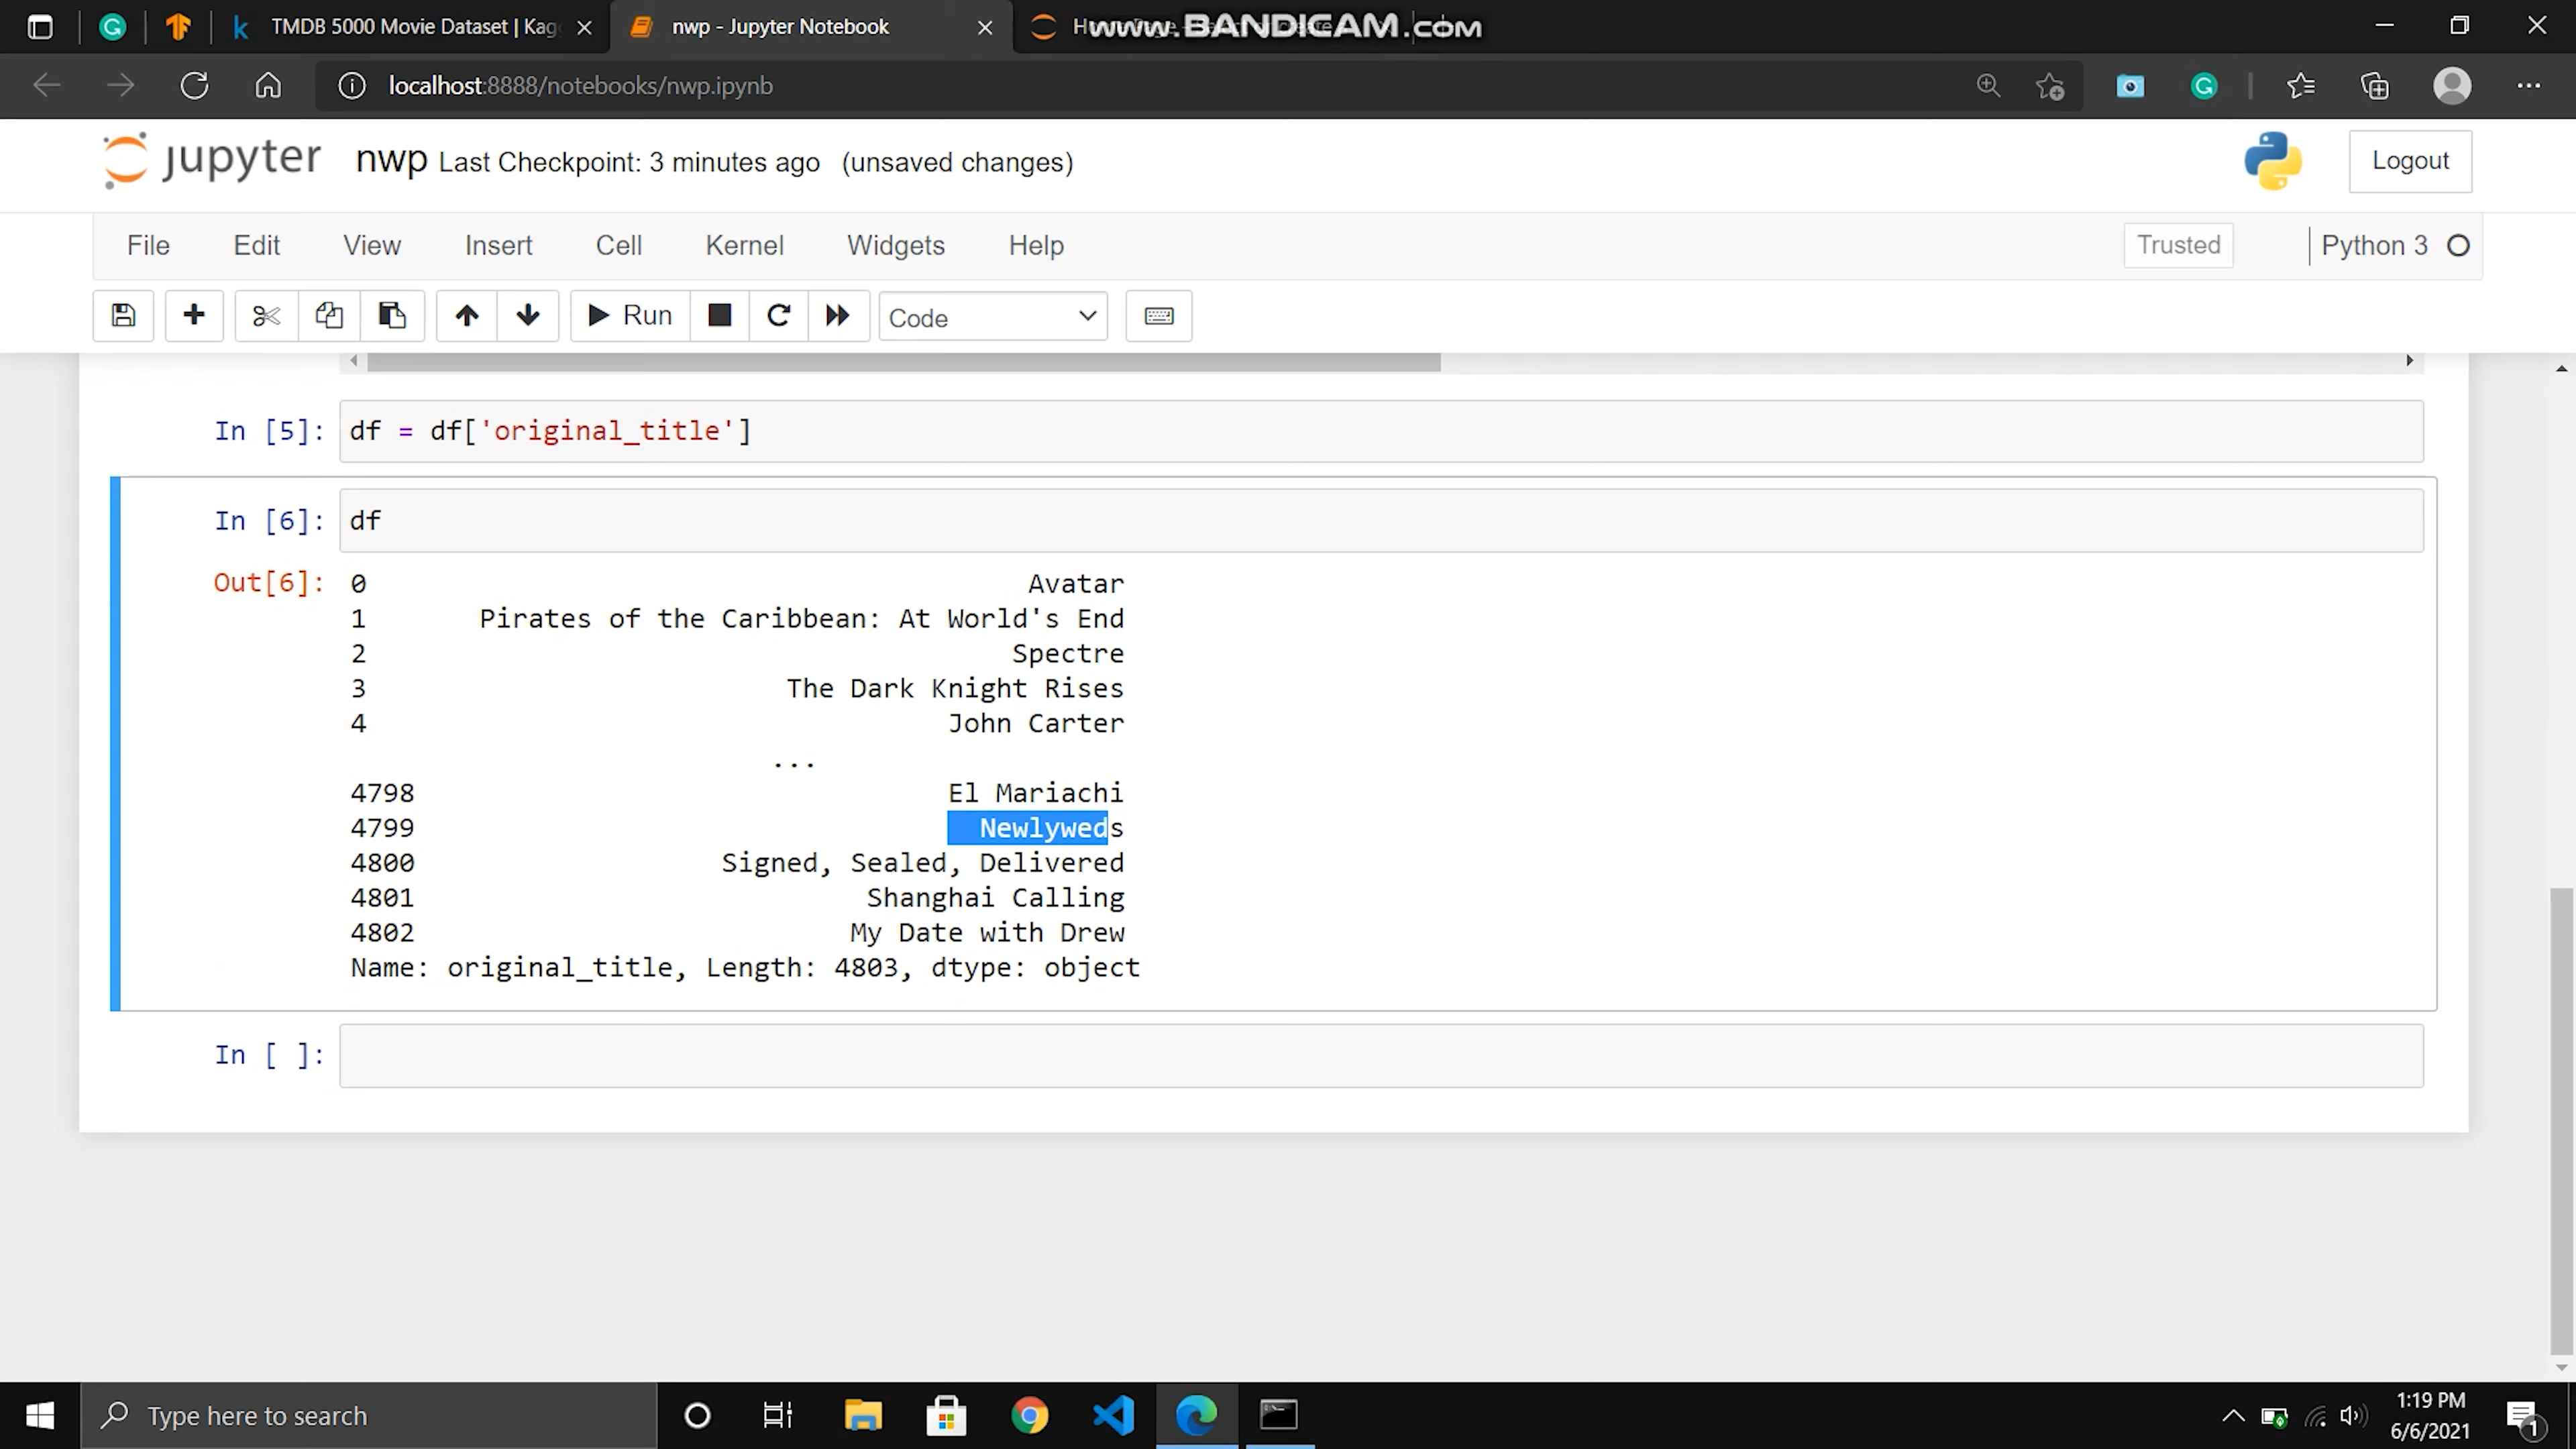 TMDB 5000 Movie Dataset | Kag
nwp - Jupyter Notebook
www.BANDICAM.com
localhost:8888/notebooks/nwp.ipynb
jupyter nwp Last Checkpoint: 3 minutes ago (unsaved changes)
Logout
File Edit View Insert Cell Kernel Widgets Help
Trusted Python 3
Run Code
In [5]: df = df['original_title']
In [6]: df
Out[6]: 0 Avatar
1 Pirates of the Caribbean: At World's End
2 Spectre
3 The Dark Knight Rises
4 John Carter
...
4798 El Mariachi
4799 Newlyweds
4800 Signed, Sealed, Delivered
4801 Shanghai Calling
4802 My Date with Drew
Name: original_title, Length: 4803, dtype: object
In [ ]:
Type here to search
1:19 PM
6/6/2021
1